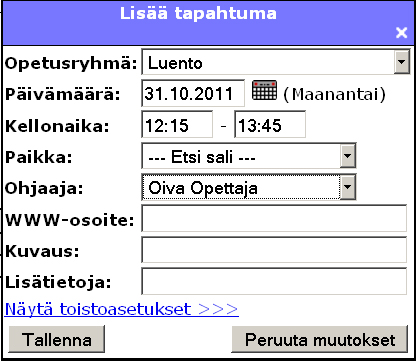 Lisää tapahtuma
×
Opetusryhmä: Luento
Päivämäärä: 31.10.2011 (Maanantai)
Kellonaika: 12:15 - 13:45
Paikka: --- Etsi sali ---
Ohjaaja: Oiva Opettaja
WWW-osoite:
Kuvaus:
Lisätietoja:
Näytä toistoasetukset >>>
Tallenna Peruuta muutokset